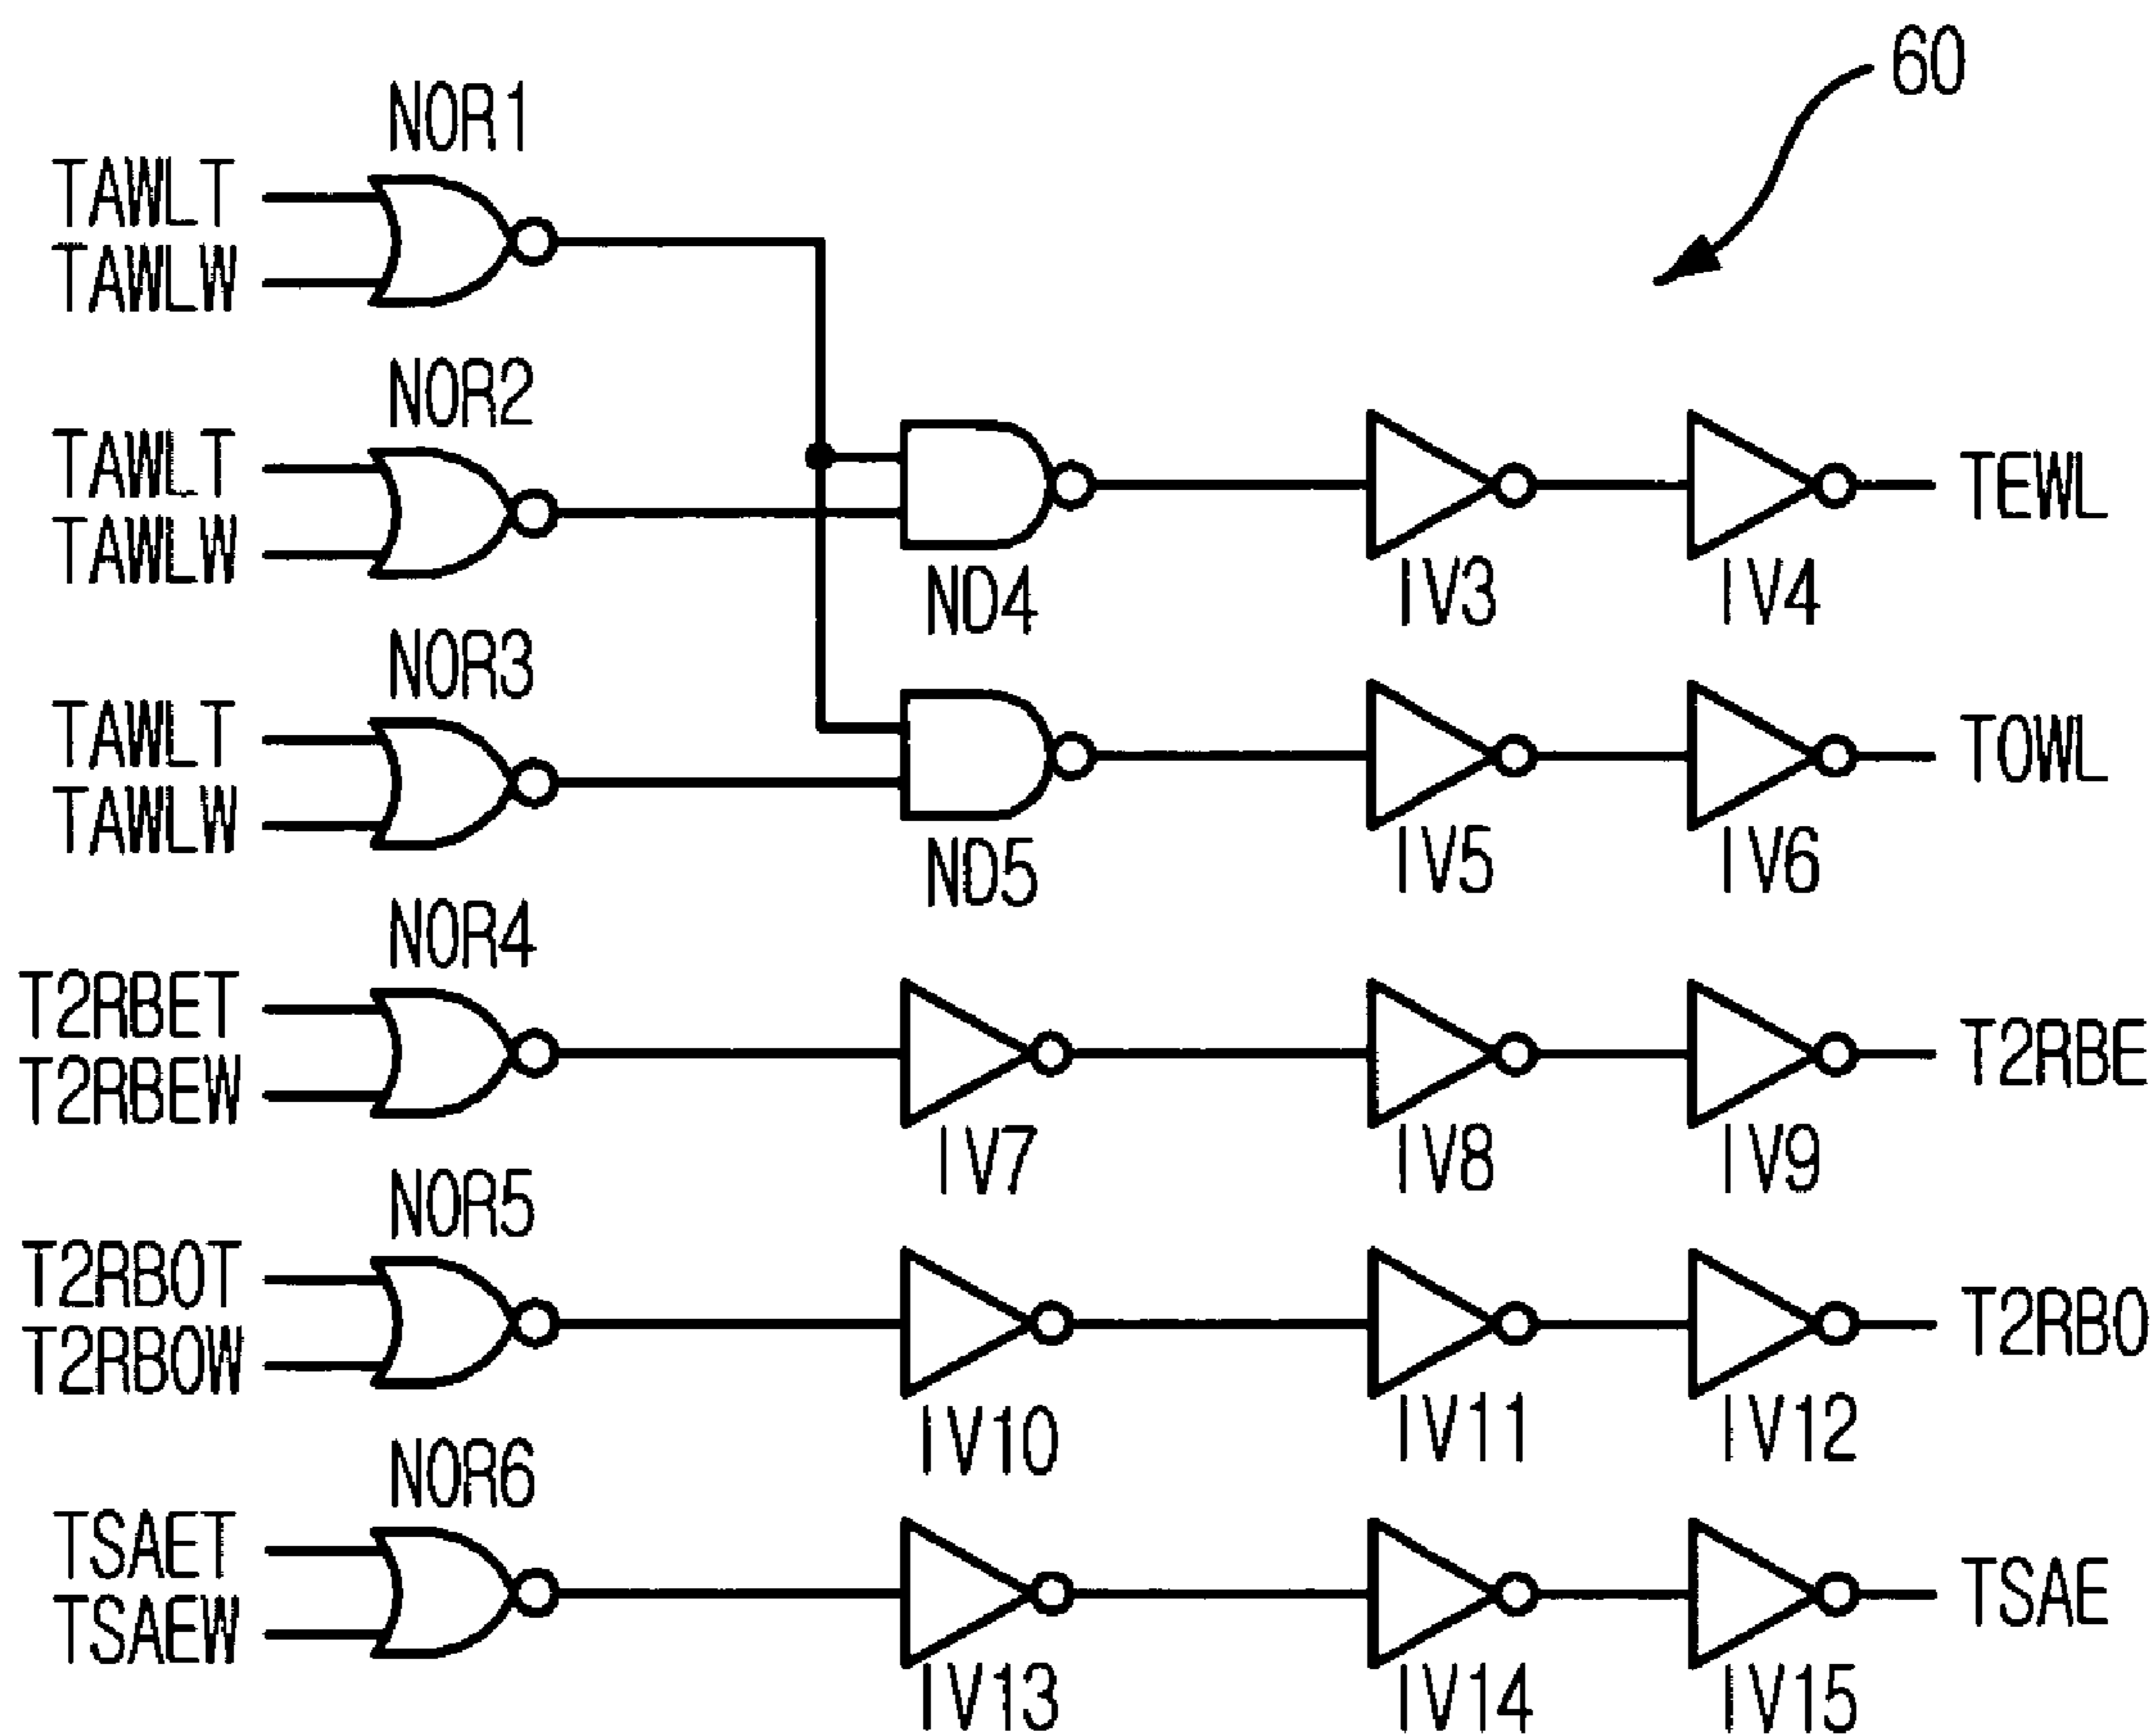 60
NOR1
TAWLT
TAWLW
NOR2
TAWLT
TAWLW
ND4
IV3
IV4
TEWL
NOR3
TAWLT
TAWLW
ND5
IV5
IV6
TOWL
NOR4
T2RBET
T2RBEW
IV7
IV8
IV9
T2RBE
NOR5
T2RBOT
T2RBOW
IV10
IV11
IV12
T2RBO
NOR6
TSAET
TSAEW
IV13
IV14
IV15
TSAE